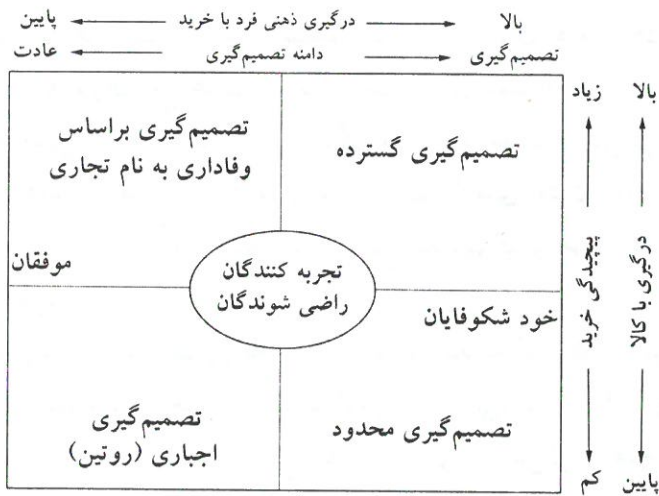 بالا ← درگیری ذهنی فرد با خرید → پایین
تصمیم‌گیری ← دامنه تصمیم‌گیری → عادت
بالا
زیاد
تصمیم‌گیری گسترده
تصمیم‌گیری براساس
وفاداری به نام تجاری
موفقان
تجربه کنندگان
راضی شوندگان
خود شکوفایان
درگیری با کالا
پیچیدگی خرید
تصمیم‌گیری محدود
تصمیم‌گیری
اجباری (روتین)
پایین
کم